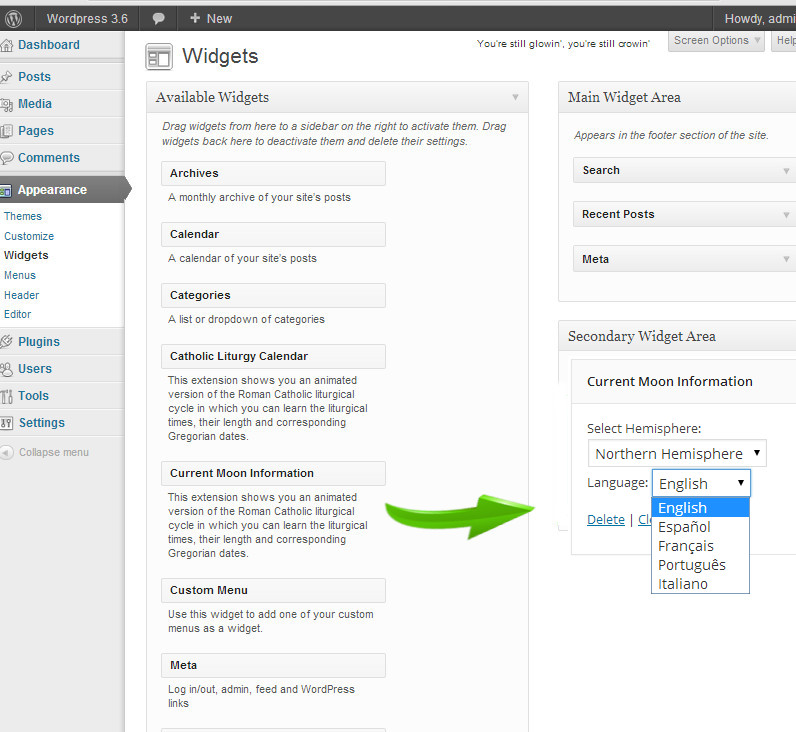 Wordpress 3.6
New
Howdy, admi
Dashboard
Posts
Media
Pages
Comments
Appearance
Themes
Customize
Widgets
Menus
Header
Editor
Plugins
Users
Tools
Settings
Collapse menu
You're still glowin', you're still crowin'
Screen Options
Help
Widgets
Available Widgets
Drag widgets from here to a sidebar on the right to activate them. Drag
widgets back here to deactivate them and delete their settings.
Archives
A monthly archive of your site's posts
Calendar
A calendar of your site's posts
Categories
A list or dropdown of categories
Catholic Liturgy Calendar
This extension shows you an animated
version of the Roman Catholic liturgical
cycle in which you can learn the liturgical
times, their length and corresponding
Gregorian dates.
Current Moon Information
This extension shows you an animated
version of the Roman Catholic liturgical
cycle in which you can learn the liturgical
times, their length and corresponding
Gregorian dates.
Custom Menu
Use this widget to add one of your custom
menus as a widget.
Meta
Log in/out, admin, feed and WordPress
links
Main Widget Area
Appears in the footer section of the site.
Search
Recent Posts
Meta
Secondary Widget Area
Current Moon Information
Select Hemisphere:
Northern Hemisphere
Language: English
English
Español
Français
Português
Italiano
Delete | Cl